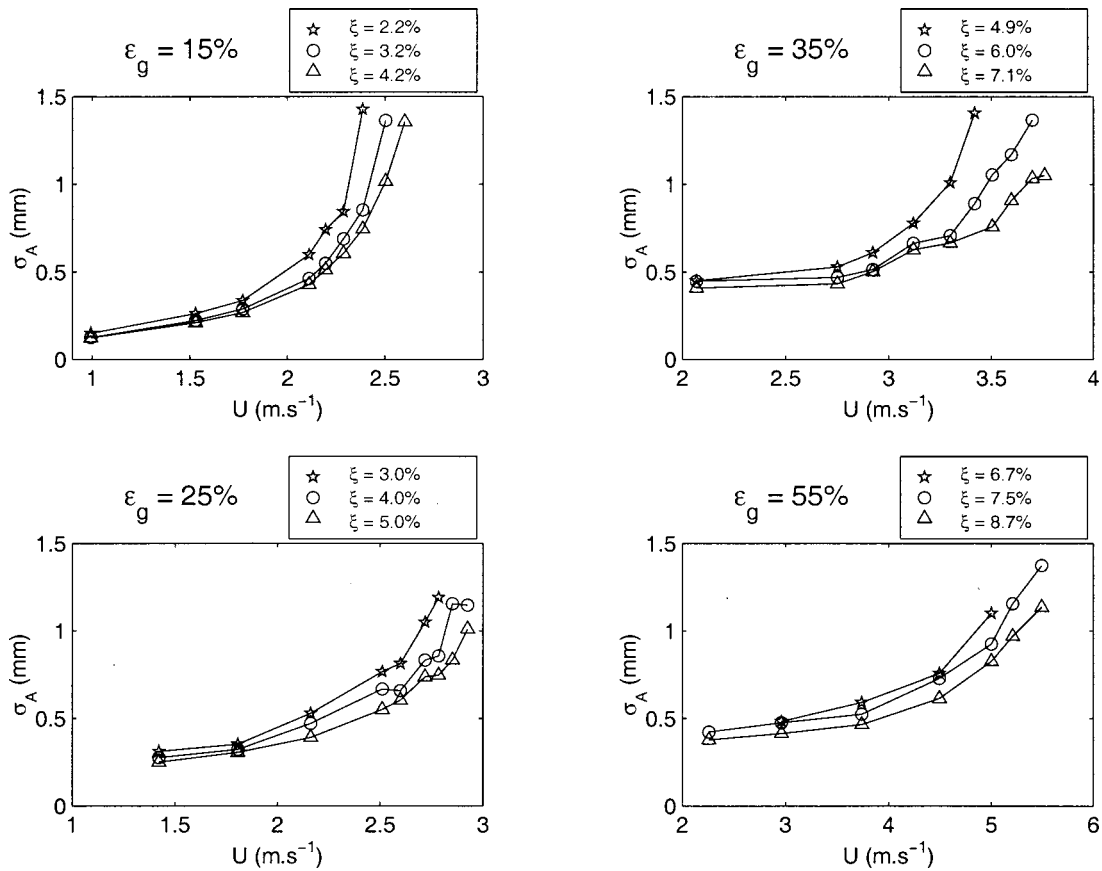 ε_g = 15%
ξ = 2.2%
ξ = 3.2%
ξ = 4.2%
1.5
1
0.5
0
σ_A (mm)
1 1.5 2 2.5 3
U (m.s⁻¹)
ε_g = 35%
ξ = 4.9%
ξ = 6.0%
ξ = 7.1%
1.5
1
0.5
0
σ_A (mm)
2 2.5 3 3.5 4
U (m.s⁻¹)
ε_g = 25%
ξ = 3.0%
ξ = 4.0%
ξ = 5.0%
1.5
1
0.5
0
σ_A (mm)
1 1.5 2 2.5 3
U (m.s⁻¹)
ε_g = 55%
ξ = 6.7%
ξ = 7.5%
ξ = 8.7%
1.5
1
0.5
0
σ_A (mm)
2 3 4 5 6
U (m.s⁻¹)